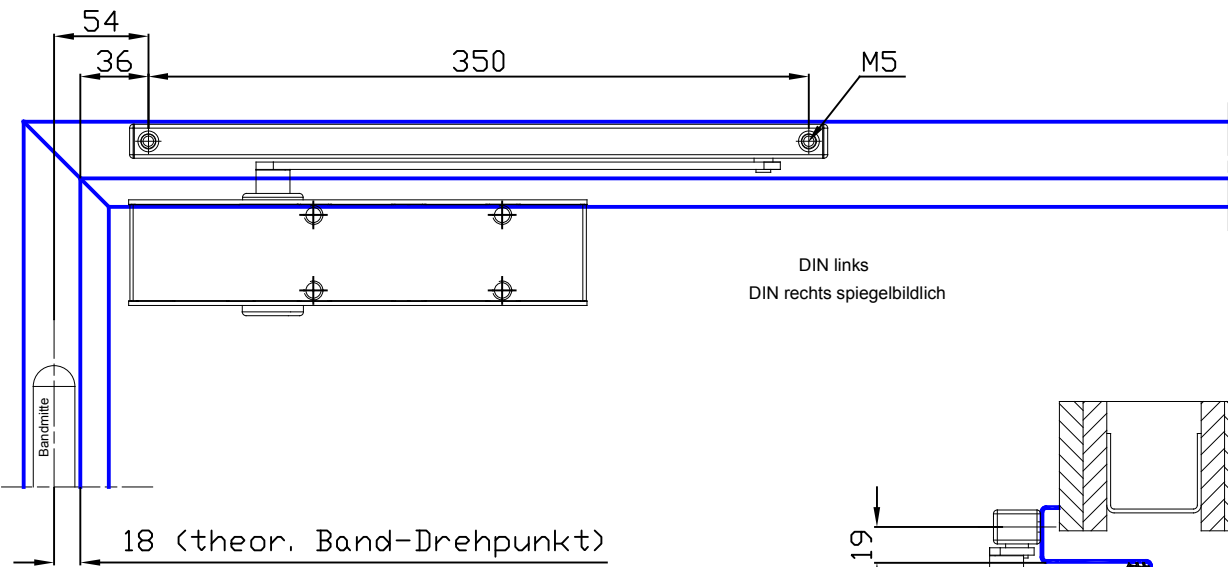 54
36
350
M5
DIN links
DIN rechts spiegelbildlich
Bandmitte
18 (theor. Band-Drehpunkt)
19